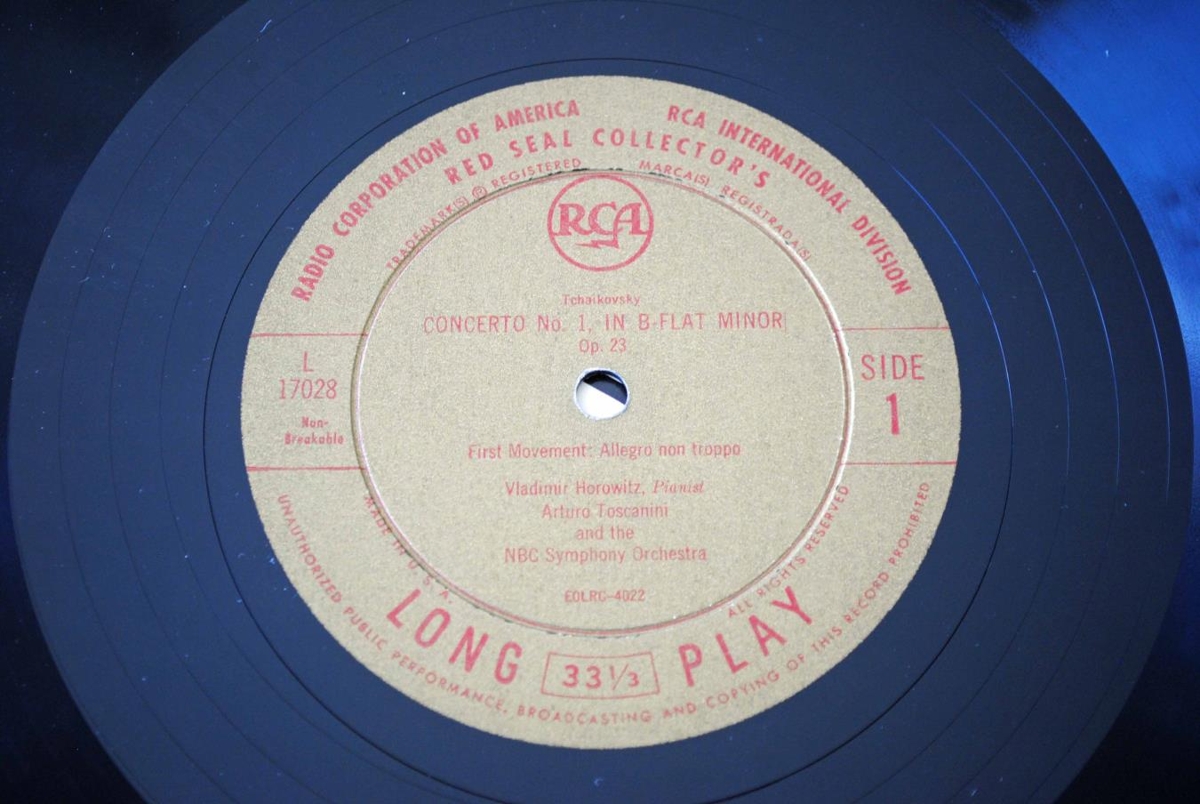 RADIO CORPORATION OF AMERICA
RCA INTERNATIONAL DIVISION
RED SEAL COLLECTOR'S
TRADEMARK(S) ® REGISTERED
MARCA(S) REGISTRADA(S)
RCA
Tchaikovsky
CONCERTO No. 1, IN B-FLAT MINOR
Op. 23
L
17028
Non-
Breakable
SIDE
1
First Movement: Allegro non troppo
Vladimir Horowitz, Pianist
Arturo Toscanini
and the
NBC Symphony Orchestra
EOLRC-4022
MADE IN U.S.A.
ALL RIGHTS RESERVED
LONG 33 1/3 PLAY
UNAUTHORIZED PUBLIC PERFORMANCE, BROADCASTING AND COPYING OF THIS RECORD PROHIBITED